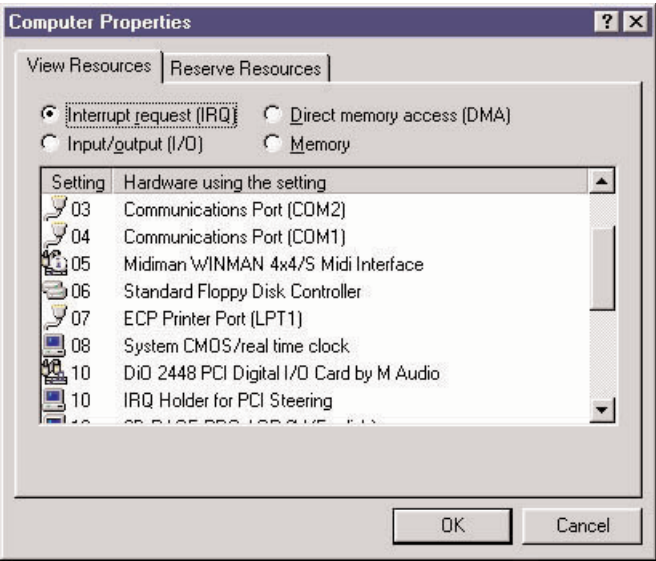 Computer Properties
View Resources
Reserve Resources
Interrupt request (IRQ)
Direct memory access (DMA)
Input/output (I/O)
Memory
Setting Hardware using the setting
03 Communications Port (COM2)
04 Communications Port (COM1)
05 Midiman WINMAN 4x4/S Midi Interface
06 Standard Floppy Disk Controller
07 ECP Printer Port (LPT1)
08 System CMOS/real time clock
10 DiO 2448 PCI Digital I/O Card by M Audio
10 IRQ Holder for PCI Steering
OK
Cancel